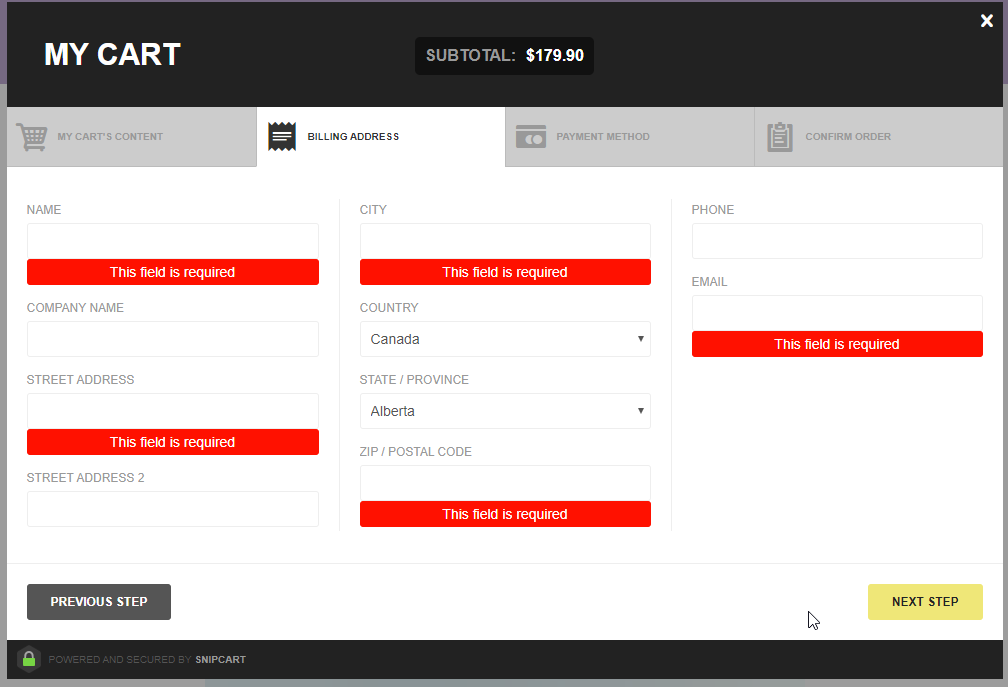 MY CART
SUBTOTAL: $179.90
MY CART'S CONTENT
BILLING ADDRESS
PAYMENT METHOD
CONFIRM ORDER
NAME
This field is required
COMPANY NAME
STREET ADDRESS
This field is required
STREET ADDRESS 2
CITY
This field is required
COUNTRY
Canada
STATE / PROVINCE
Alberta
ZIP / POSTAL CODE
This field is required
PHONE
EMAIL
This field is required
PREVIOUS STEP
NEXT STEP
POWERED AND SECURED BY SNIPCART